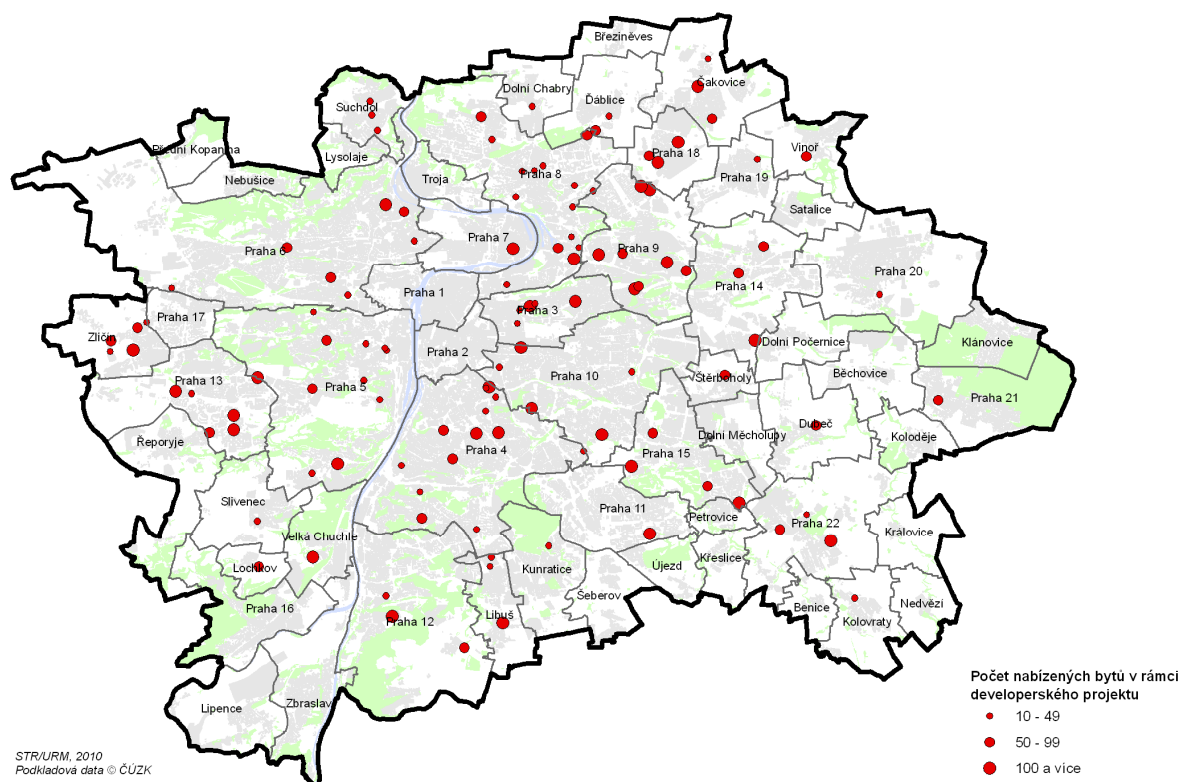 Březiněves
Čakovice
Dolní Chabry
Ďáblice
Suchdol
Přední Kopanina
Lysolaje
Nebušice
Troja
Praha 8
Praha 18
Vinoř
Praha 19
Satalice
Praha 6
Praha 7
Praha 9
Praha 20
Praha 14
Praha 1
Praha 3
Praha 17
Zličín
Dolní Počernice
Klánovice
Praha 2
Běchovice
Štěrboholy
Praha 13
Praha 5
Praha 10
Praha 21
Dubeč
Koloděje
Dolní Měcholupy
Řeporyje
Praha 4
Praha 15
Slivenec
Praha 11
Petrovice
Praha 22
Královice
Velká Chuchle
Lochkov
Kunratice
Újezd
Křeslice
Šeberov
Praha 16
Benice
Nedvězí
Kolovraty
Libuš
Praha 12
Lipence
Zbraslav
Počet nabízených bytů v rámci
developerského projektu
10 - 49
50 - 99
100 a více
STR/URM, 2010
Podkladová data © ČÚZK